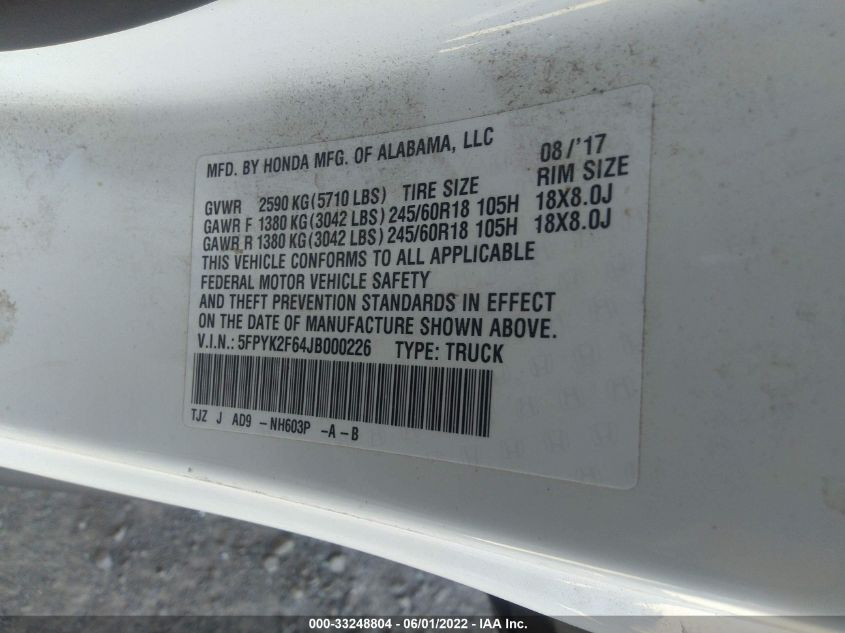 MFD. BY HONDA MFG. OF ALABAMA, LLC 08/'17
GVWR 2590 KG(5710 LBS) TIRE SIZE RIM SIZE
GAWR F 1380 KG(3042 LBS) 245/60R18 105H 18X8.0J
GAWR R 1380 KG(3042 LBS) 245/60R18 105H 18X8.0J
THIS VEHICLE CONFORMS TO ALL APPLICABLE
FEDERAL MOTOR VEHICLE SAFETY
AND THEFT PREVENTION STANDARDS IN EFFECT
ON THE DATE OF MANUFACTURE SHOWN ABOVE.
V.I.N.: 5FPYK2F64JB000226 TYPE: TRUCK
TJZ J AD9 -NH603P -A-B
000-33248804 - 06/01/2022 - IAAI Inc.